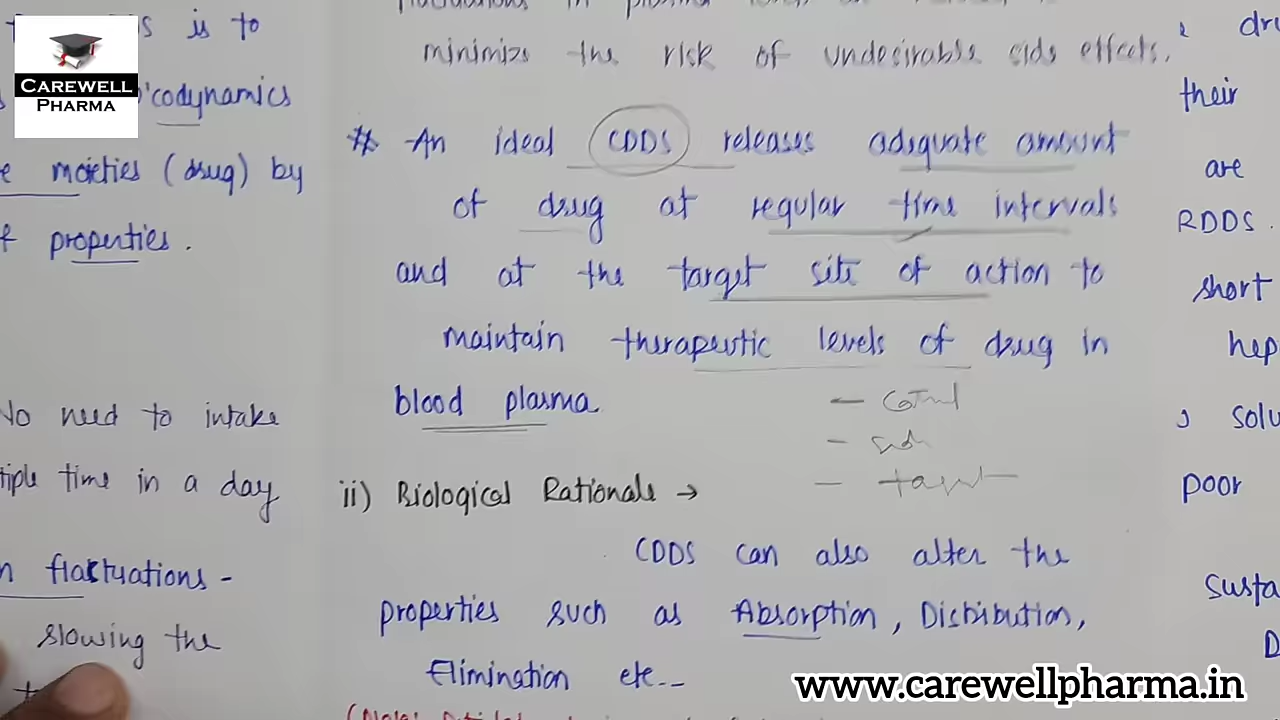 is to
codynamics
moieties (drug) by
properties.
No need to intake
time in a day
fluctuations -
slowing the
minimize the risk of undesirable side effects.
* An ideal CDDS releases adequate amount
of drug at regular time intervals
and at the target site of action to
maintain therapeutic levels of drug in
blood plasma.
ii) Biological Rationale →
CDDS can also alter the
properties such as Absorption, Distribution,
Elimination etc--
their
are
RDDS.
short
poor
CAREWELL
PHARMA
www.carewellpharma.in